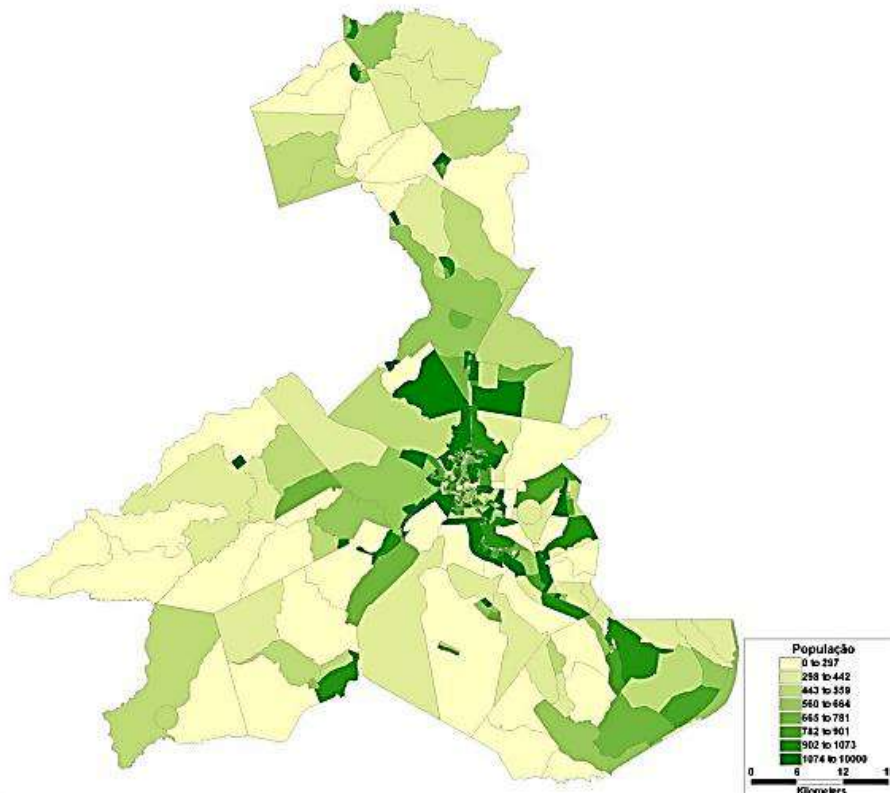 População
0 to 297
298 to 442
443 to 559
560 to 664
665 to 781
782 to 901
902 to 1073
1074 to 10000
0 6 12 18
Kilometers